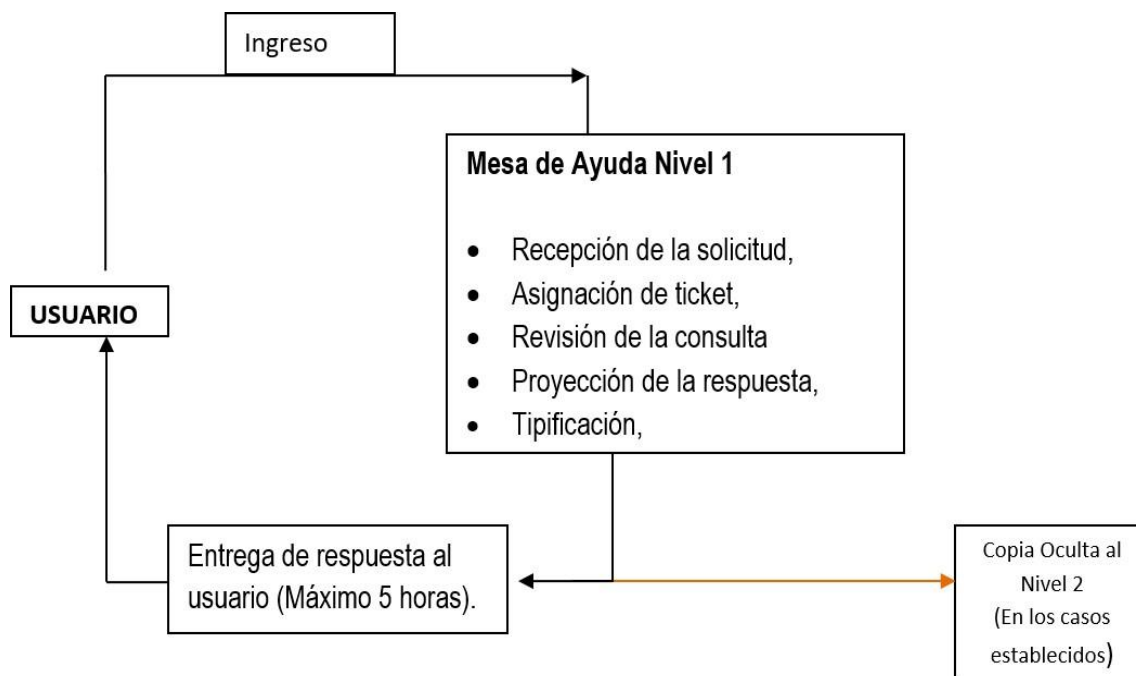 Ingreso
Mesa de Ayuda Nivel 1
• Recepción de la solicitud,
• Asignación de ticket,
• Revisión de la consulta
• Proyección de la respuesta,
• Tipificación,
USUARIO
Entrega de respuesta al
usuario (Máximo 5 horas).
Copia Oculta al
Nivel 2
(En los casos
establecidos)